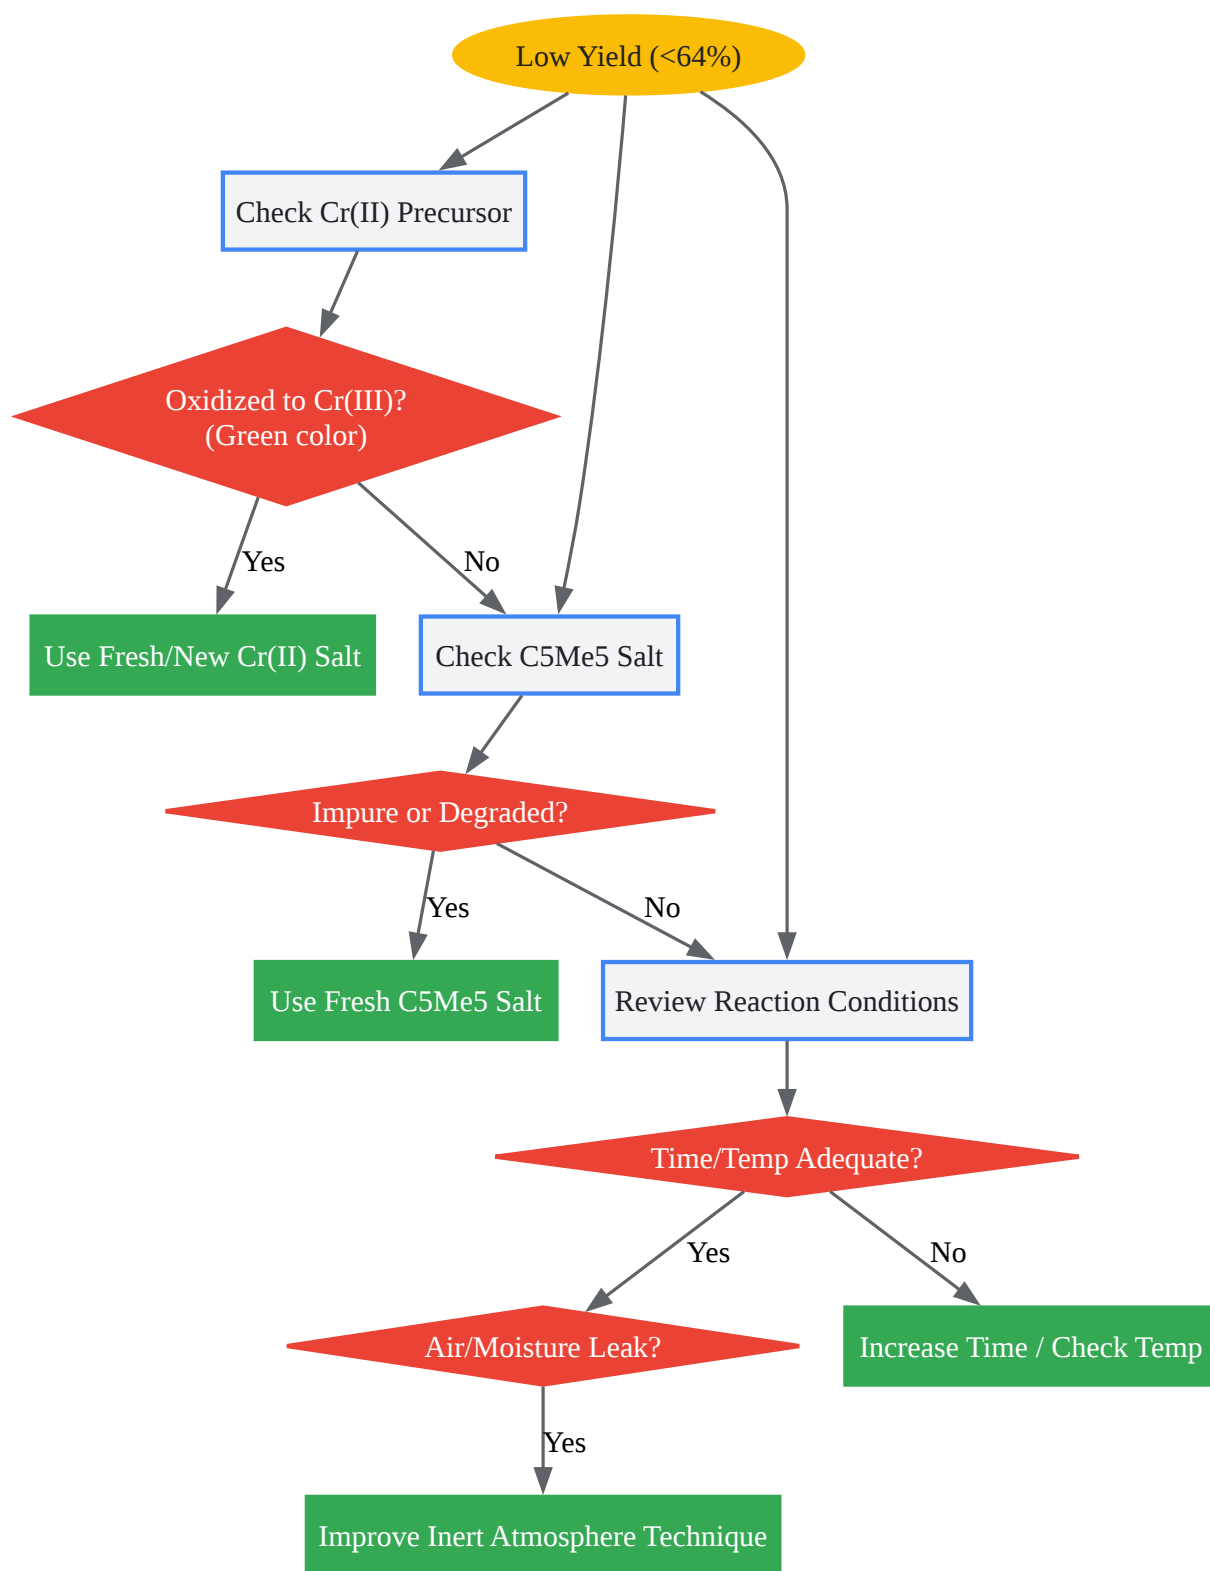 Low Yield (<64%)
Check Cr(II) Precursor
Oxidized to Cr(III)?
(Green color)
Yes
No
Use Fresh/New Cr(II) Salt
Check C5Me5 Salt
Impure or Degraded?
Yes
No
Use Fresh C5Me5 Salt
Review Reaction Conditions
Time/Temp Adequate?
Yes
No
Air/Moisture Leak?
Increase Time / Check Temp
Yes
Improve Inert Atmosphere Technique